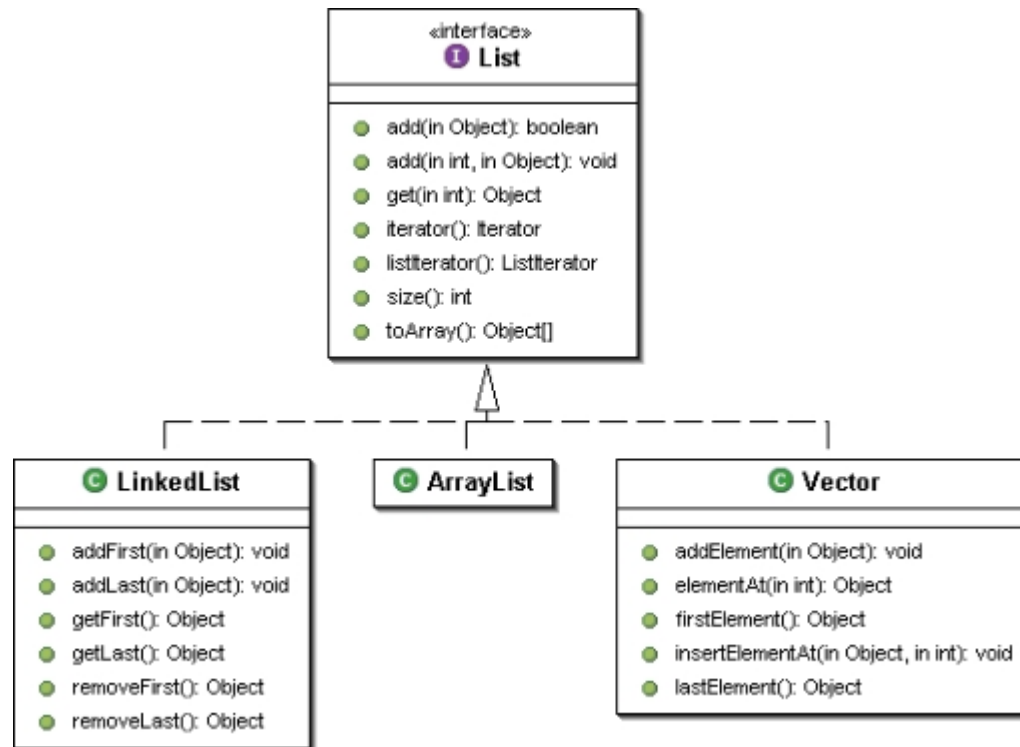 «interface»
I List
add(in Object): boolean
add(in int, in Object): void
get(in int): Object
iterator(): Iterator
listIterator(): ListIterator
size(): int
toArray(): Object[]
C LinkedList
addFirst(in Object): void
addLast(in Object): void
getFirst(): Object
getLast(): Object
removeFirst(): Object
removeLast(): Object
C ArrayList
C Vector
addElement(in Object): void
elementAt(in int): Object
firstElement(): Object
insertElementAt(in Object, in int): void
lastElement(): Object